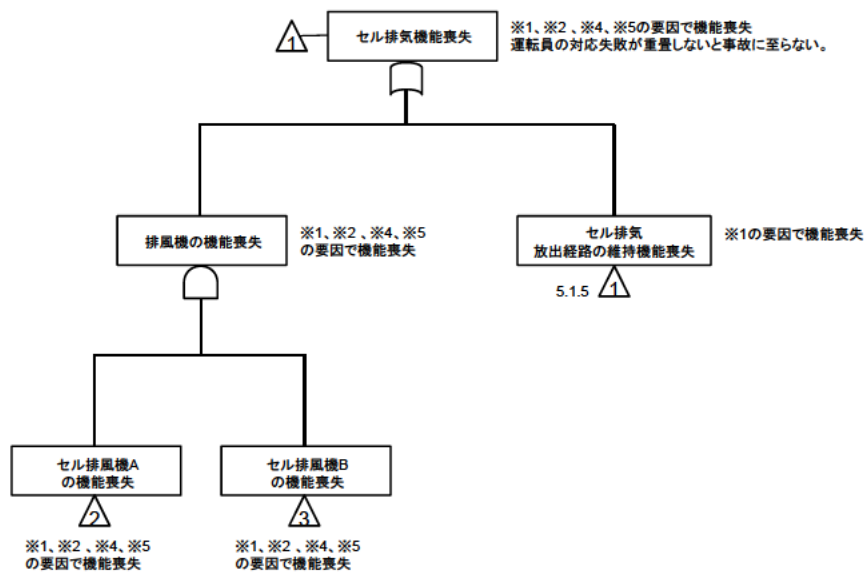 セル排気機能喪失
1
※1、※2 、※4、※5の要因で機能喪失
運転員の対応失敗が重畳しないと事故に至らない。
排風機の機能喪失
※1、※2 、※4、※5
の要因で機能喪失
セル排気
放出経路の維持機能喪失
※1の要因で機能喪失
5.1.5
1
セル排風機A
の機能喪失
2
※1、※2 、※4、※5
の要因で機能喪失
セル排風機B
の機能喪失
3
※1、※2 、※4、※5
の要因で機能喪失